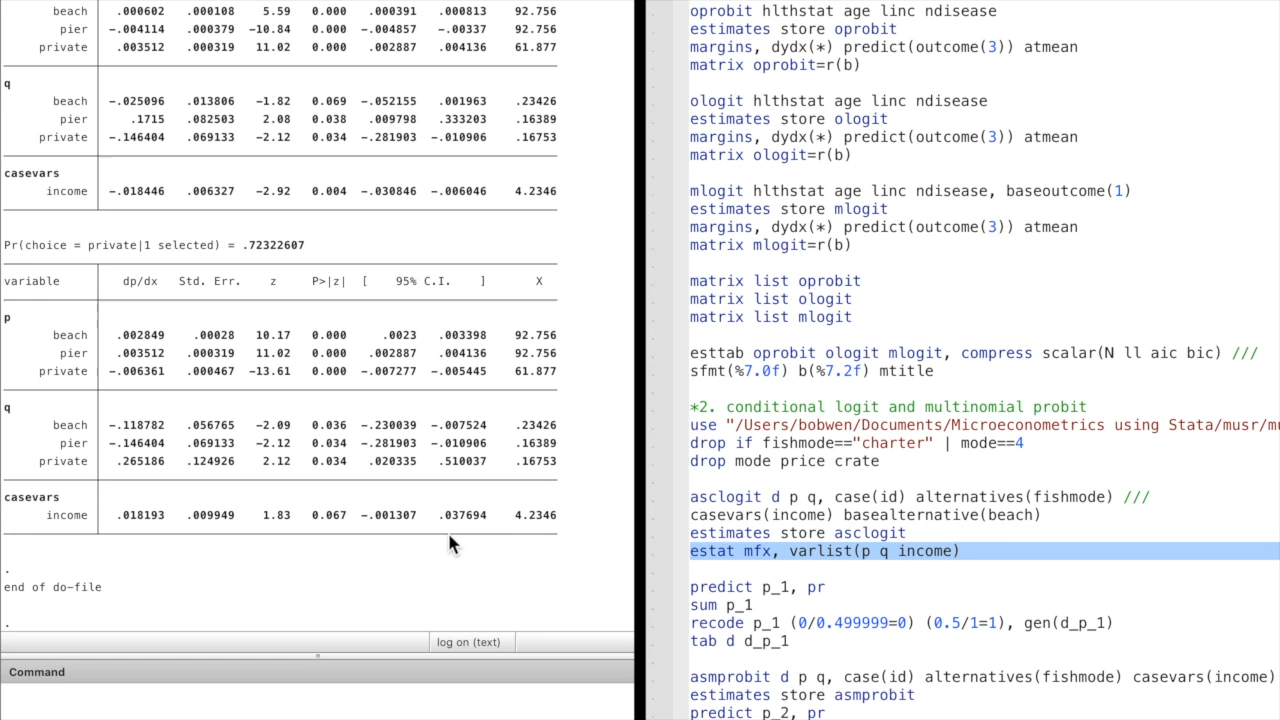 beach .000602 .000108 5.59 0.000 .000391 .000813 92.756
pier -.004114 .000379 -10.84 0.000 -.004857 -.00337 92.756
private .003512 .000319 11.02 0.000 .002887 .004136 61.877
q
beach -.025096 .013806 -1.82 0.069 -.052155 .001963 .23426
pier .1715 .082503 2.08 0.038 .009798 .333203 .16389
private -.146404 .069133 -2.12 0.034 -.281903 -.010906 .16753
casevars
income -.018446 .006327 -2.92 0.004 -.030846 -.006046 4.2346
Pr(choice = private|1 selected) = .72322607
variable dp/dx Std. Err. z P>|z| [ 95% C.I. ] X
p
beach .002849 .00028 10.17 0.000 .0023 .003398 92.756
pier .003512 .000319 11.02 0.000 .002887 .004136 92.756
private -.006361 .000467 -13.61 0.000 -.007277 -.005445 61.877
q
beach -.118782 .056765 -2.09 0.036 -.230039 -.007524 .23426
pier -.146404 .069133 -2.12 0.034 -.281903 -.010906 .16389
private .265186 .124926 2.12 0.034 .020335 .510037 .16753
casevars
income .018193 .009949 1.83 0.067 -.001307 .037694 4.2346
.
end of do-file
.
log on (text)
Command
oprobit hlthstat age linc ndisease
estimates store oprobit
margins, dydx(*) predict(outcome(3)) atmean
matrix oprobit=r(b)
ologit hlthstat age linc ndisease
estimates store ologit
margins, dydx(*) predict(outcome(3)) atmean
matrix ologit=r(b)
mlogit hlthstat age linc ndisease, baseoutcome(1)
estimates store mlogit
margins, dydx(*) predict(outcome(3)) atmean
matrix mlogit=r(b)
matrix list oprobit
matrix list ologit
matrix list mlogit
esttab oprobit ologit mlogit, compress scalar(N ll aic bic) ///
sfmt(%7.0f) b(%7.2f) mtitle
*2. conditional logit and multinomial probit
use "/Users/bobwen/Documents/Microeconometrics using Stata/musr/mu
drop if fishmode=="charter" | mode==4
drop mode price crate
asclogit d p q, case(id) alternatives(fishmode) ///
casevars(income) basealternative(beach)
estimates store asclogit
estat mfx, varlist(p q income)
predict p_1, pr
sum p_1
recode p_1 (0/0.499999=0) (0.5/1=1), gen(d_p_1)
tab d d_p_1
asmprobit d p q, case(id) alternatives(fishmode) casevars(income)
estimates store asmprobit
predict p_2, pr